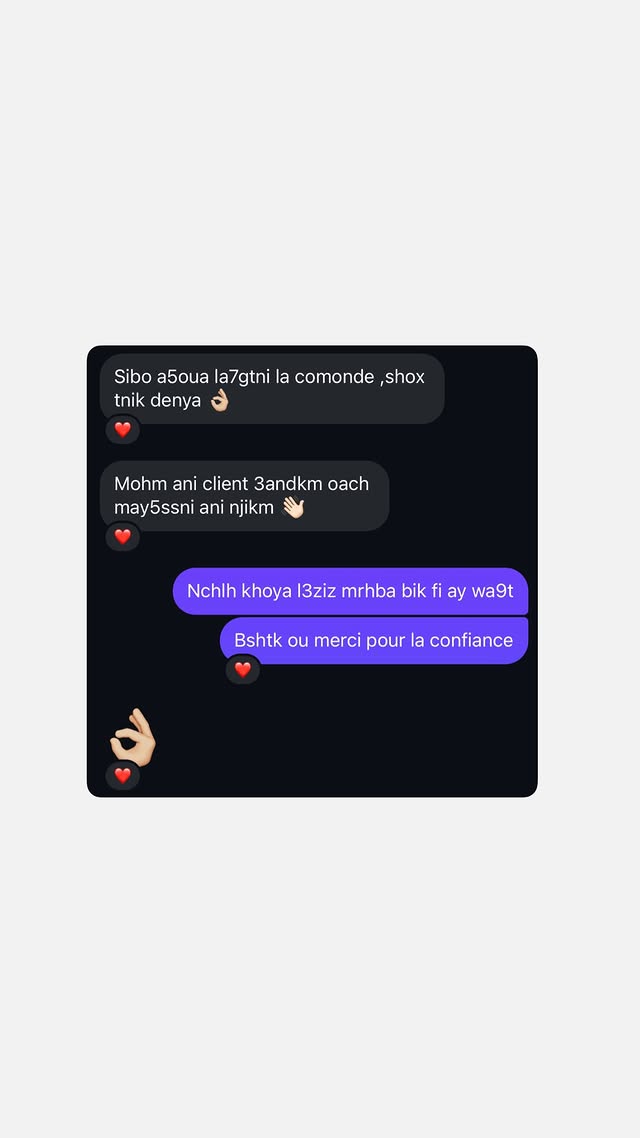 Sibo a5oua la7gtni la comonde ,shox
tnik denya 👌🏼
Mohm ani client 3andkm oach
may5ssni ani njikm 👋🏻
Nchlh khoya l3ziz mrhba bik fi ay wa9t
Bshtk ou merci pour la confiance